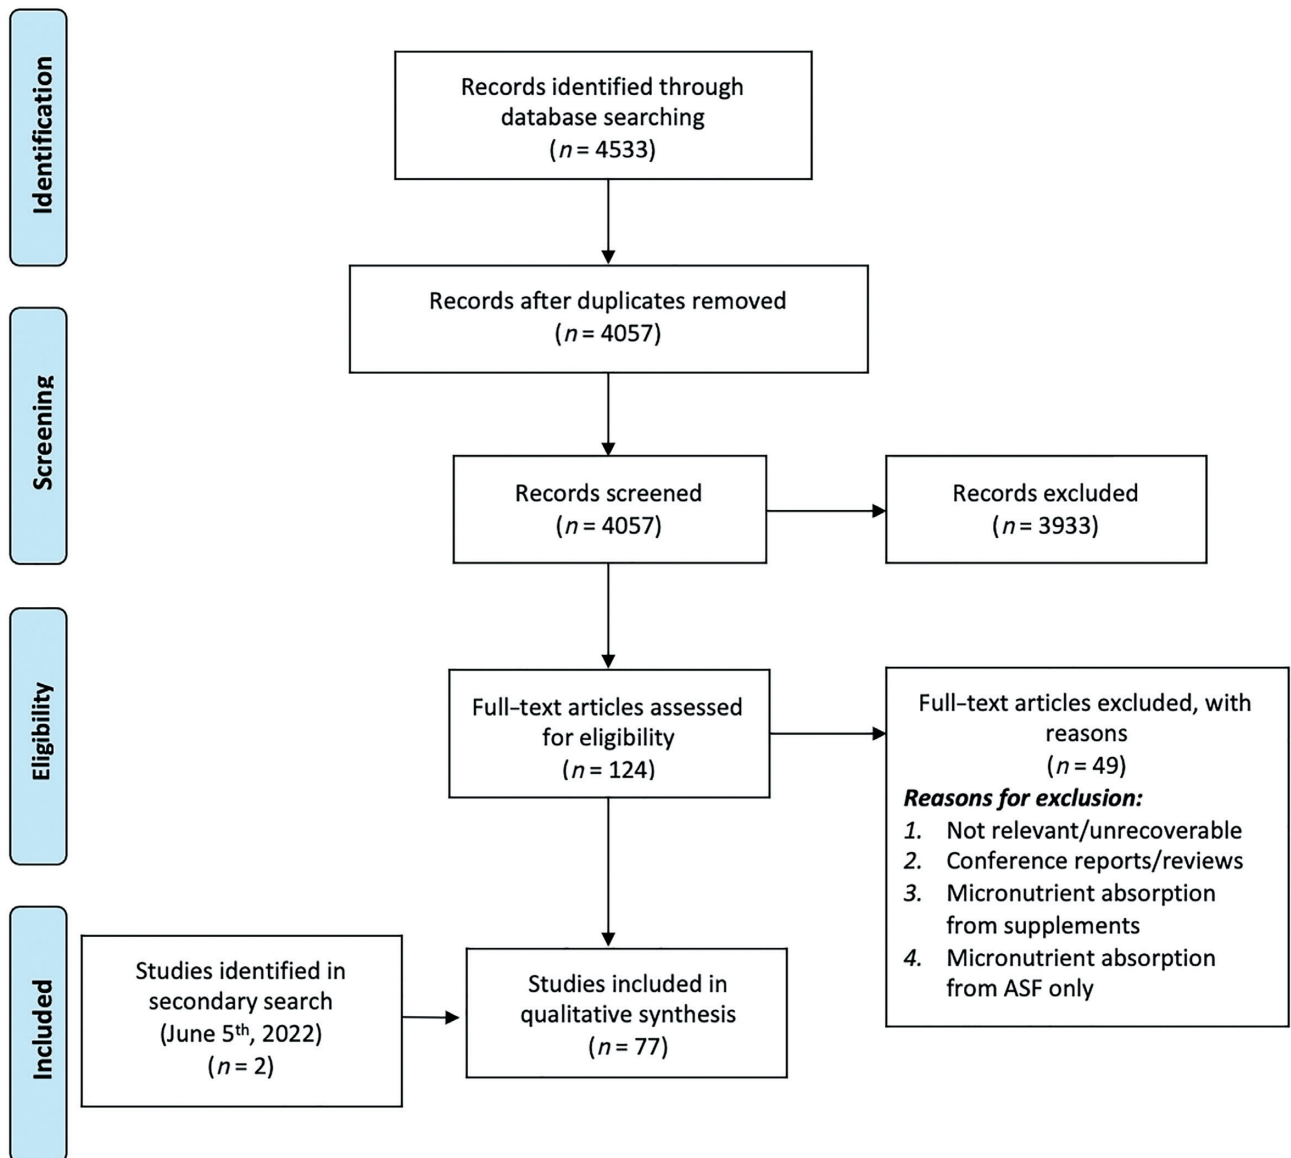 Identification
Records identified through
database searching
(n = 4533)
Records after duplicates removed
(n = 4057)
Screening
Records screened
(n = 4057)
Records excluded
(n = 3933)
Eligibility
Full–text articles assessed
for eligibility
(n = 124)
Full–text articles excluded, with
reasons
(n = 49)
Reasons for exclusion:
1. Not relevant/unrecoverable
2. Conference reports/reviews
3. Micronutrient absorption
from supplements
4. Micronutrient absorption
from ASF only
Included
Studies identified in
secondary search
(June 5th, 2022)
(n = 2)
Studies included in
qualitative synthesis
(n = 77)